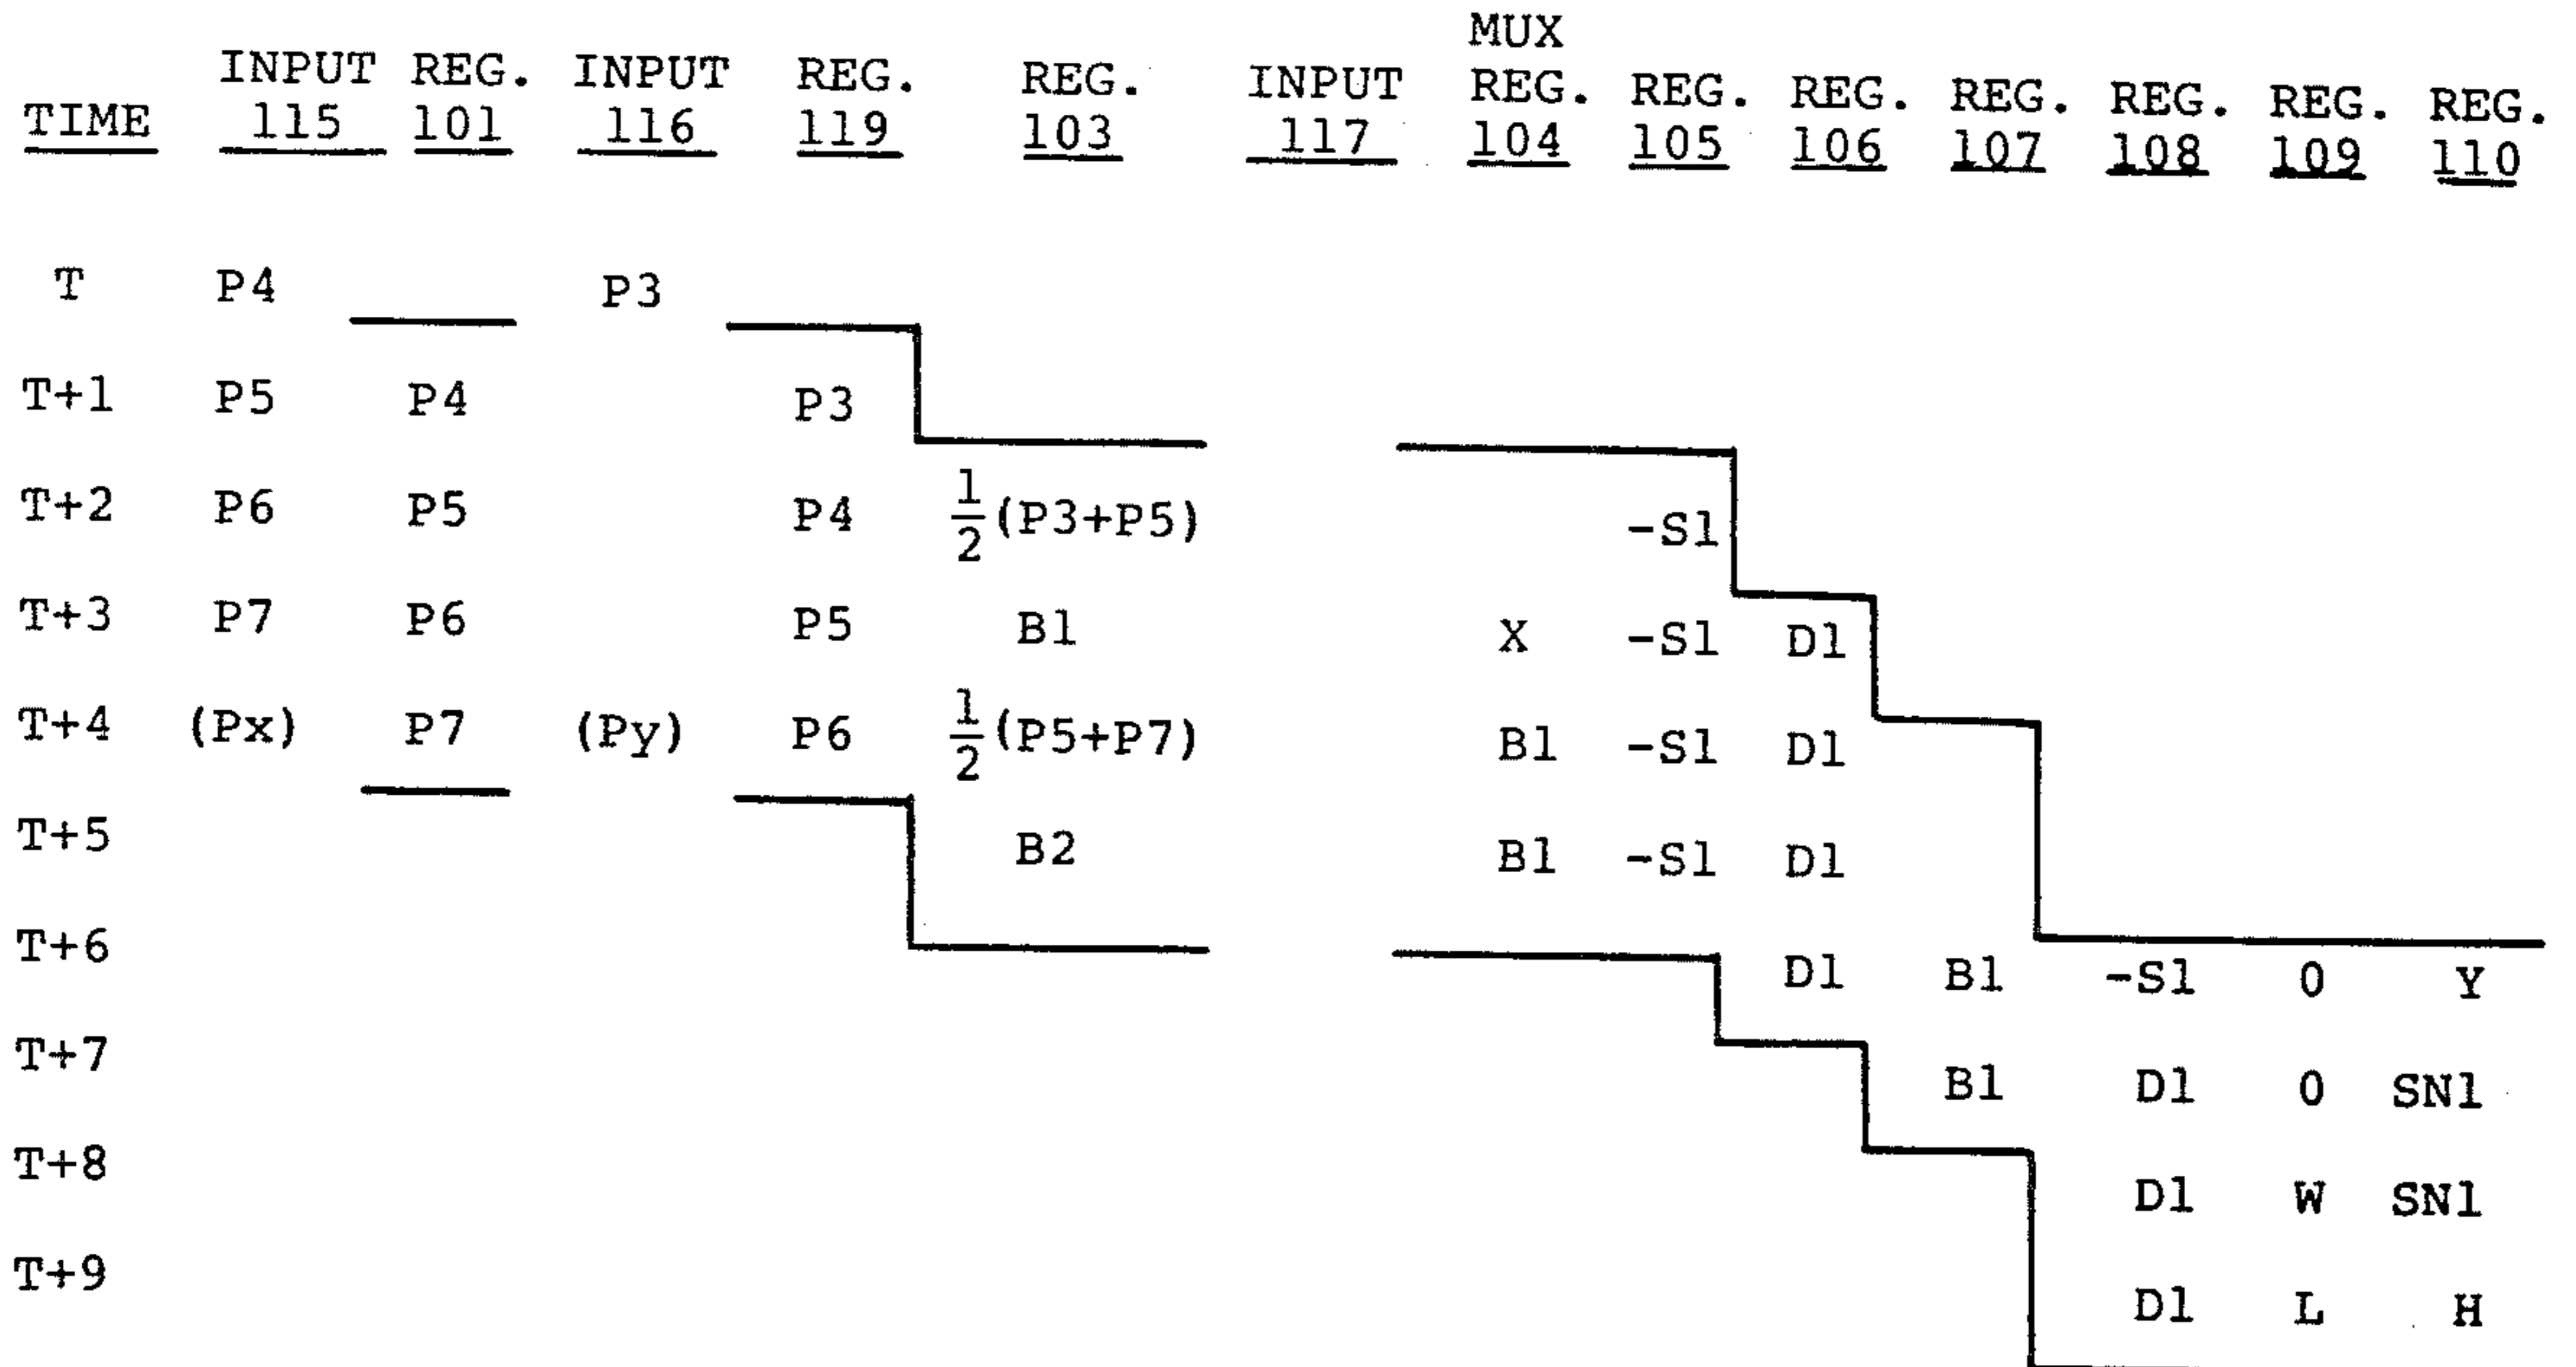 MUX
INPUT REG. INPUT REG. REG. INPUT REG. REG. REG. REG. REG. REG. REG.
TIME 115 101 116 119 103 117 104 105 106 107 108 109 110
T P4 P3
T+1 P5 P4 P3
T+2 P6 P5 P4 1/2(P3+P5) -S1
T+3 P7 P6 P5 B1 X -S1 D1
T+4 (Px) P7 (Py) P6 1/2(P5+P7) B1 -S1 D1
T+5 B2 B1 -S1 D1
T+6 D1 B1 -S1 0 Y
T+7 B1 D1 0 SN1
T+8 D1 W SN1
T+9 D1 L H